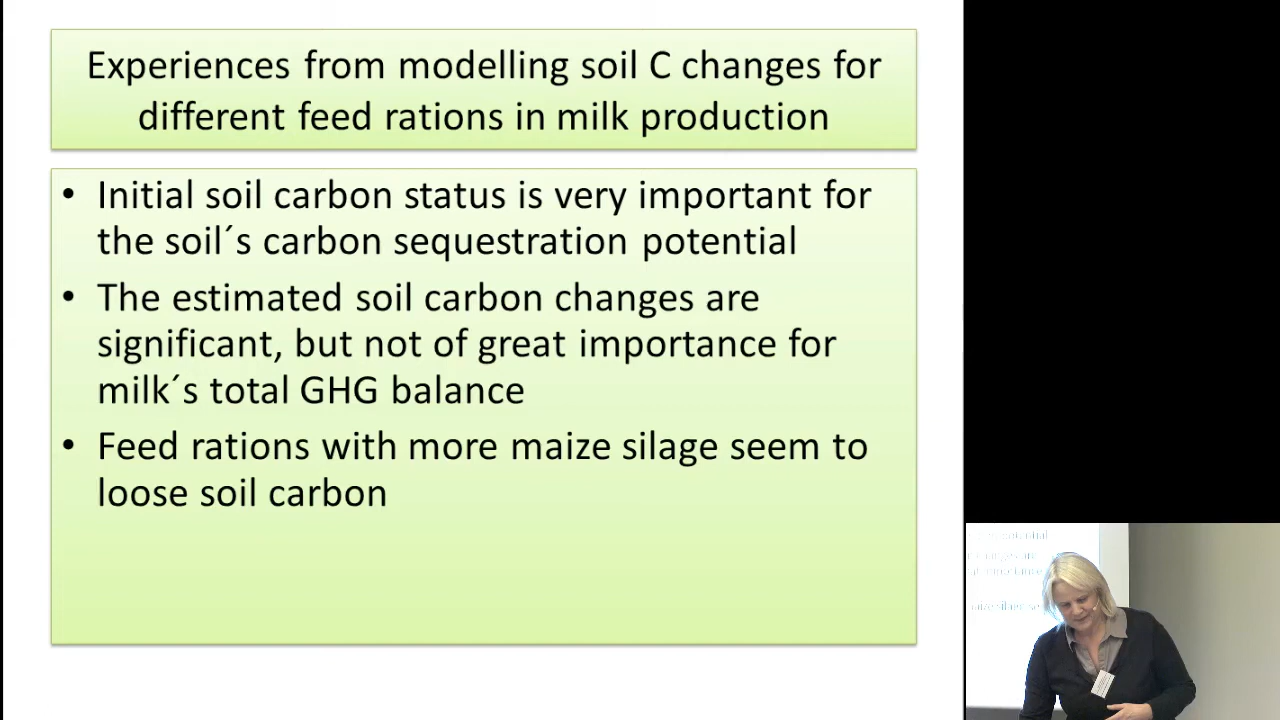 Experiences from modelling soil C changes for
different feed rations in milk production
• Initial soil carbon status is very important for
the soil´s carbon sequestration potential
• The estimated soil carbon changes are
significant, but not of great importance for
milk´s total GHG balance
• Feed rations with more maize silage seem to
loose soil carbon